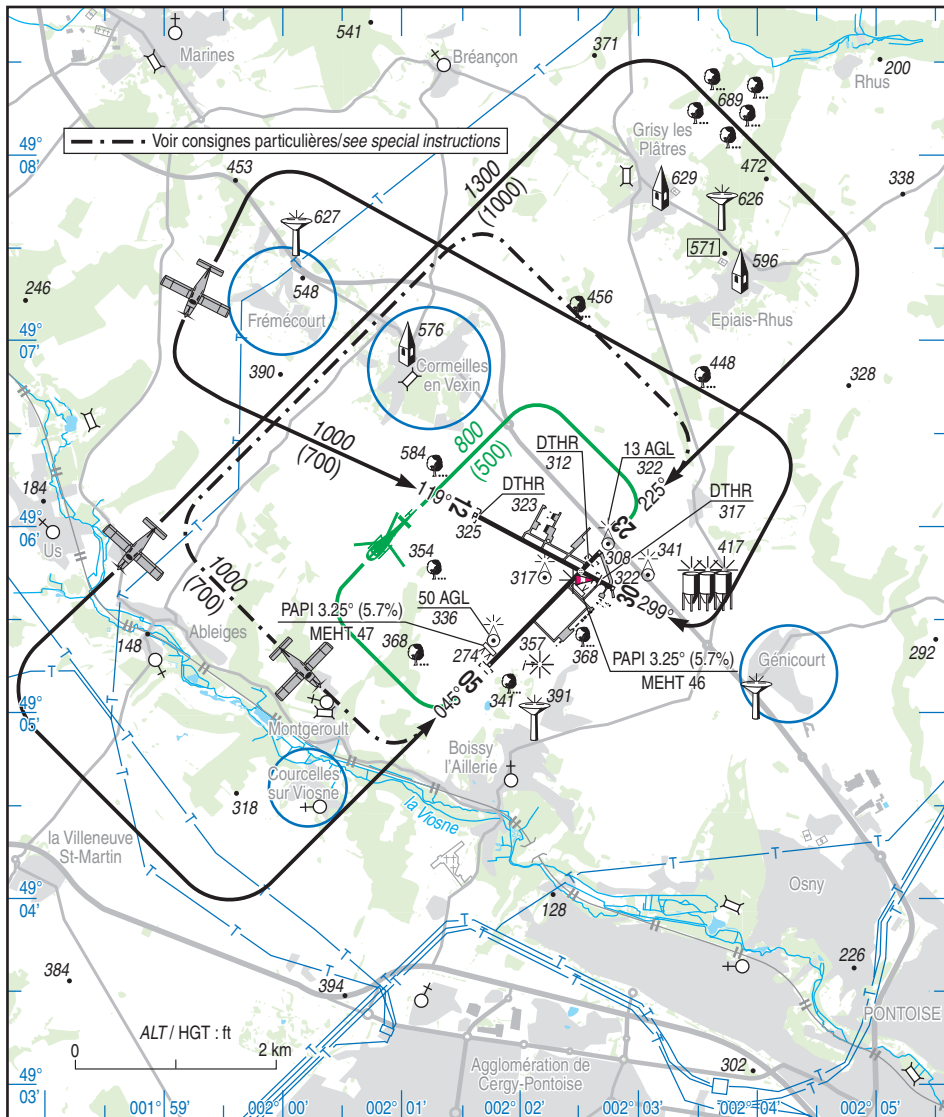 541
371
Marines
Bréançon
200
Rhus
689
Voir consignes particulières/see special instructions
Grisy les
Plâtres
49°
08'
453
1300
(1000)
629
472
626
338
627
571
596
246
548
456
Epiais-Rhus
Frémécourt
49°
07'
576
Cormeilles
en Vexin
390
448
328
1000
(700)
800
(500)
DTHR
312
13 AGL
322
584
119°
12
DTHR
323
225°
DTHR
317
184
325
23
49°
06'
Us
354
317
308
341
417
322
30
299°
1000
(700)
50 AGL
336
PAPI 3.25° (5.7%)
MEHT 47
Ableiges
148
368
274
357
368
PAPI 3.25° (5.7%)
MEHT 46
Génicourt
292
05
045°
341
391
49°
05'
Montgeroult
Boissy
l'Aillerie
Courcelles
sur Viosne
318
la Viosne
la Villeneuve
St-Martin
49°
04'
128
Osny
384
394
226
PONTOISE
ALT / HGT : ft
0
2 km
Agglomération de
Cergy-Pontoise
302
49°
03'
001° 59'
002° 00'
002° 01'
002° 02'
002° 03'
002° 04'
002° 05'